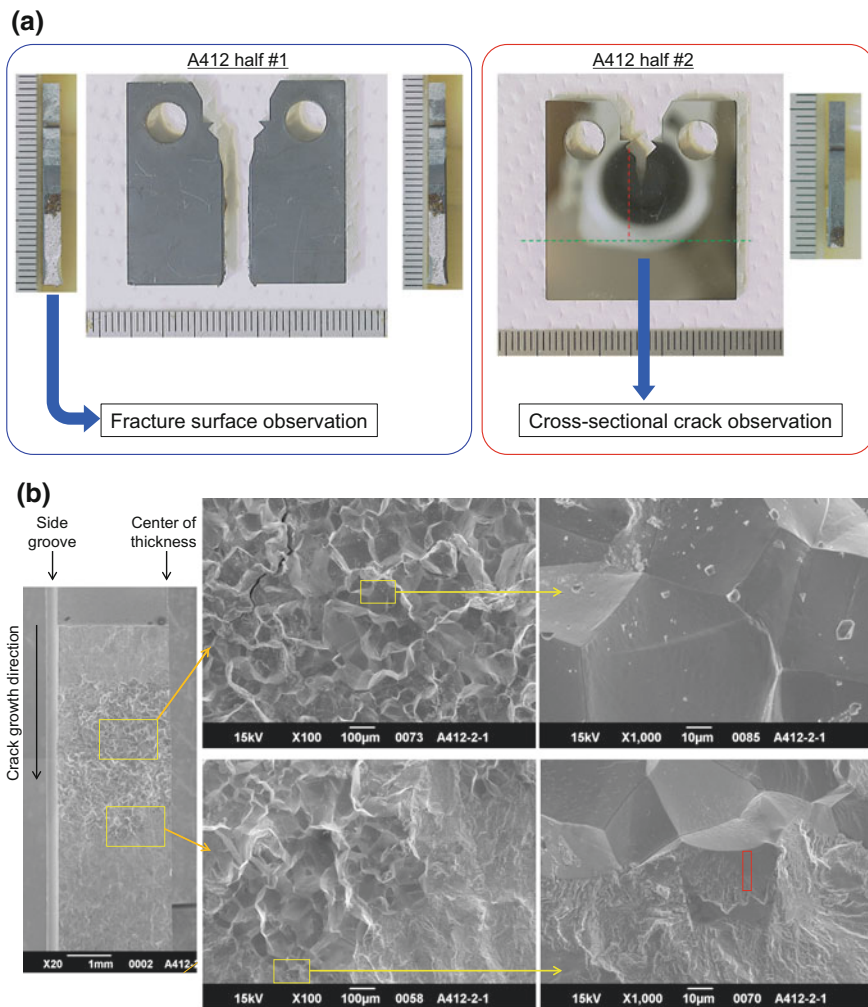 (a)
A412 half #1
A412 half #2
Fracture surface observation
Cross-sectional crack observation
(b)
Side
groove
Center of
thickness
Crack growth direction
X20 1mm 0002 A412-2
15kV X100 100μm 0073 A412-2-1
15kV X1,000 10μm 0085 A412-2-1
15kV X100 100μm 0058 A412-2-1
15kV X1,000 10μm 0070 A412-2-1